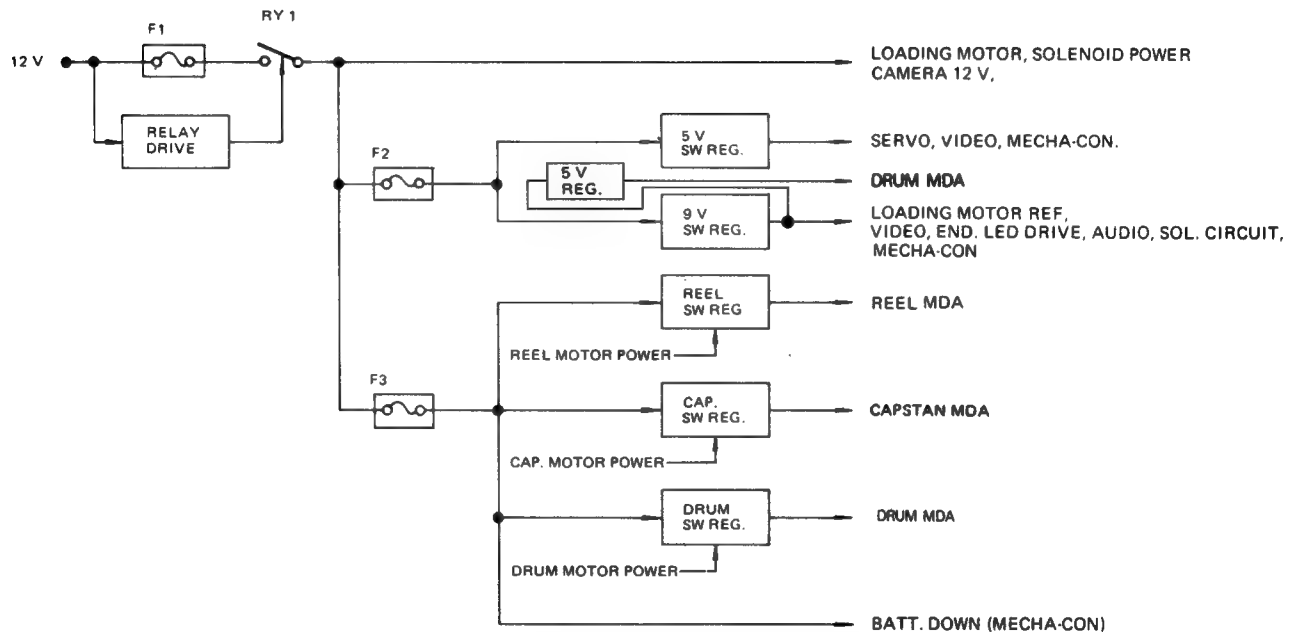 F1
RY 1
12 V
LOADING MOTOR, SOLENOID POWER
CAMERA 12 V,
RELAY
DRIVE
F2
5 V
SW REG.
SERVO, VIDEO, MECHA-CON.
5 V
REG.
DRUM MDA
9 V
SW REG.
LOADING MOTOR REF,
VIDEO, END. LED DRIVE, AUDIO, SOL. CIRCUIT,
MECHA-CON
REEL
SW REG
REEL MDA
REEL MOTOR POWER
F3
CAP.
SW REG.
CAPSTAN MDA
CAP. MOTOR POWER
DRUM
SW REG.
DRUM MDA
DRUM MOTOR POWER
BATT. DOWN (MECHA-CON)